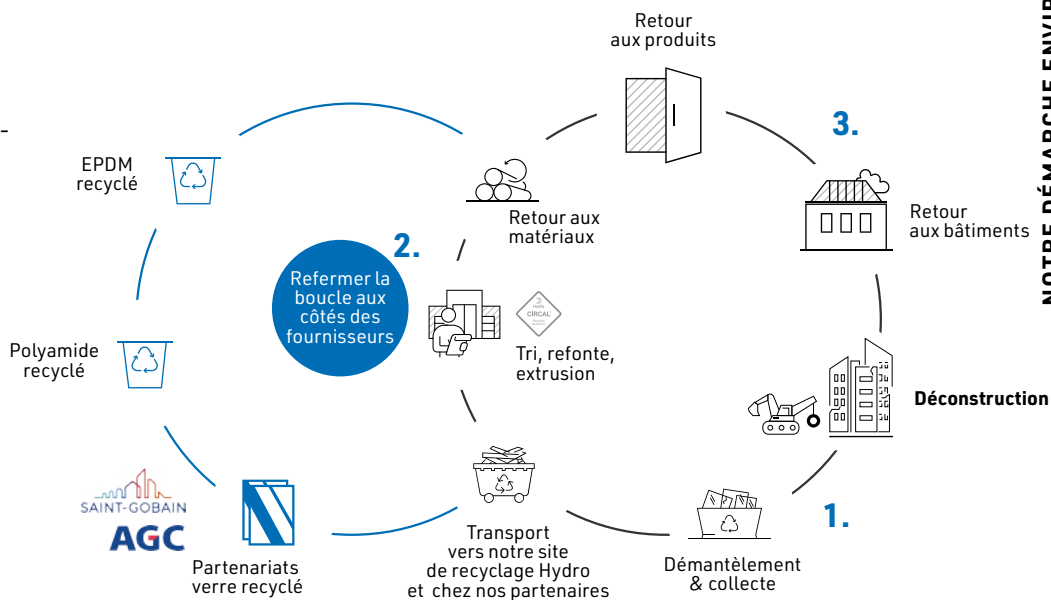 Retour
aux produits
3.
-
EPDM
recyclé
Retour aux
matériaux
Retour
aux bâtiments
2.
Refermer la
boucle aux
côtés des
fournisseurs
CIRCAL
Tri, refonte,
extrusion
Polyamide
recyclé
Déconstruction
SAINT-GOBAIN
AGC
Partenariats
verre recyclé
Transport
vers notre site
de recyclage Hydro
et chez nos partenaires
Démantèlement
& collecte
1.
NOTRE DÉMARCHE ENVIR